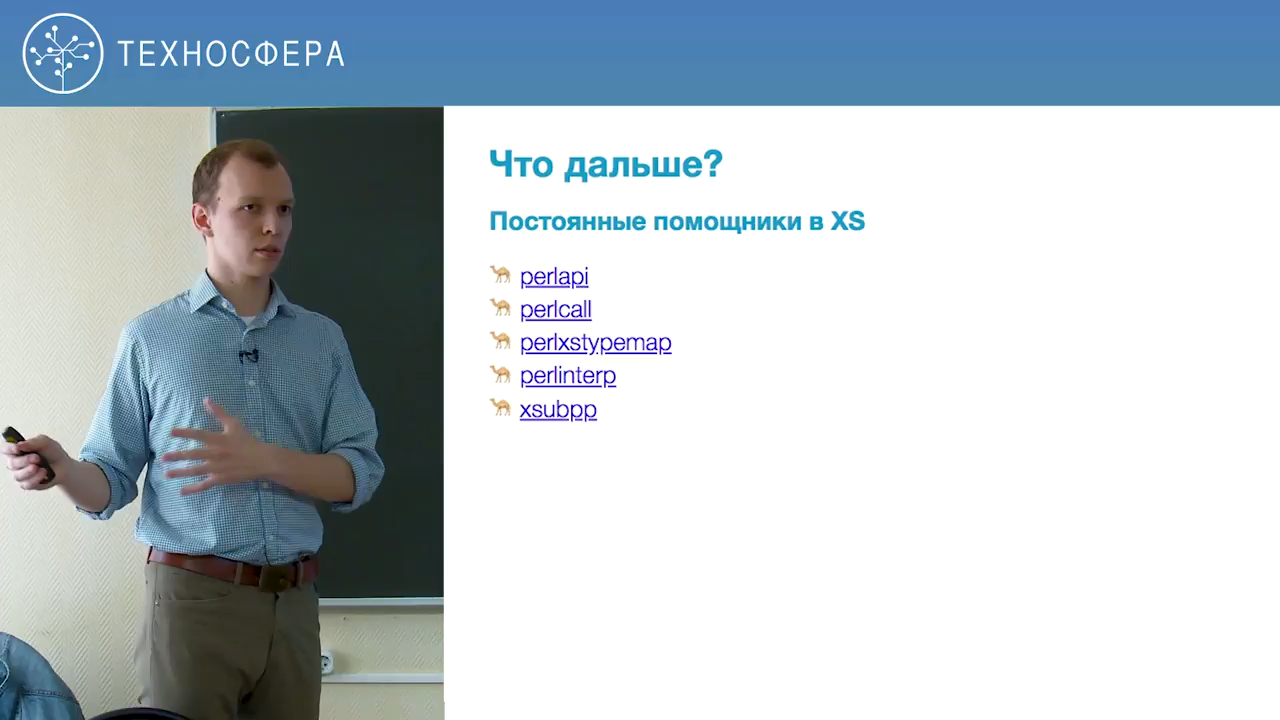 ТЕХНОСФЕРА
Что дальше?
Постоянные помощники в XS
perlapi
perlcall
perlxstypemap
perlinterp
xsubpp